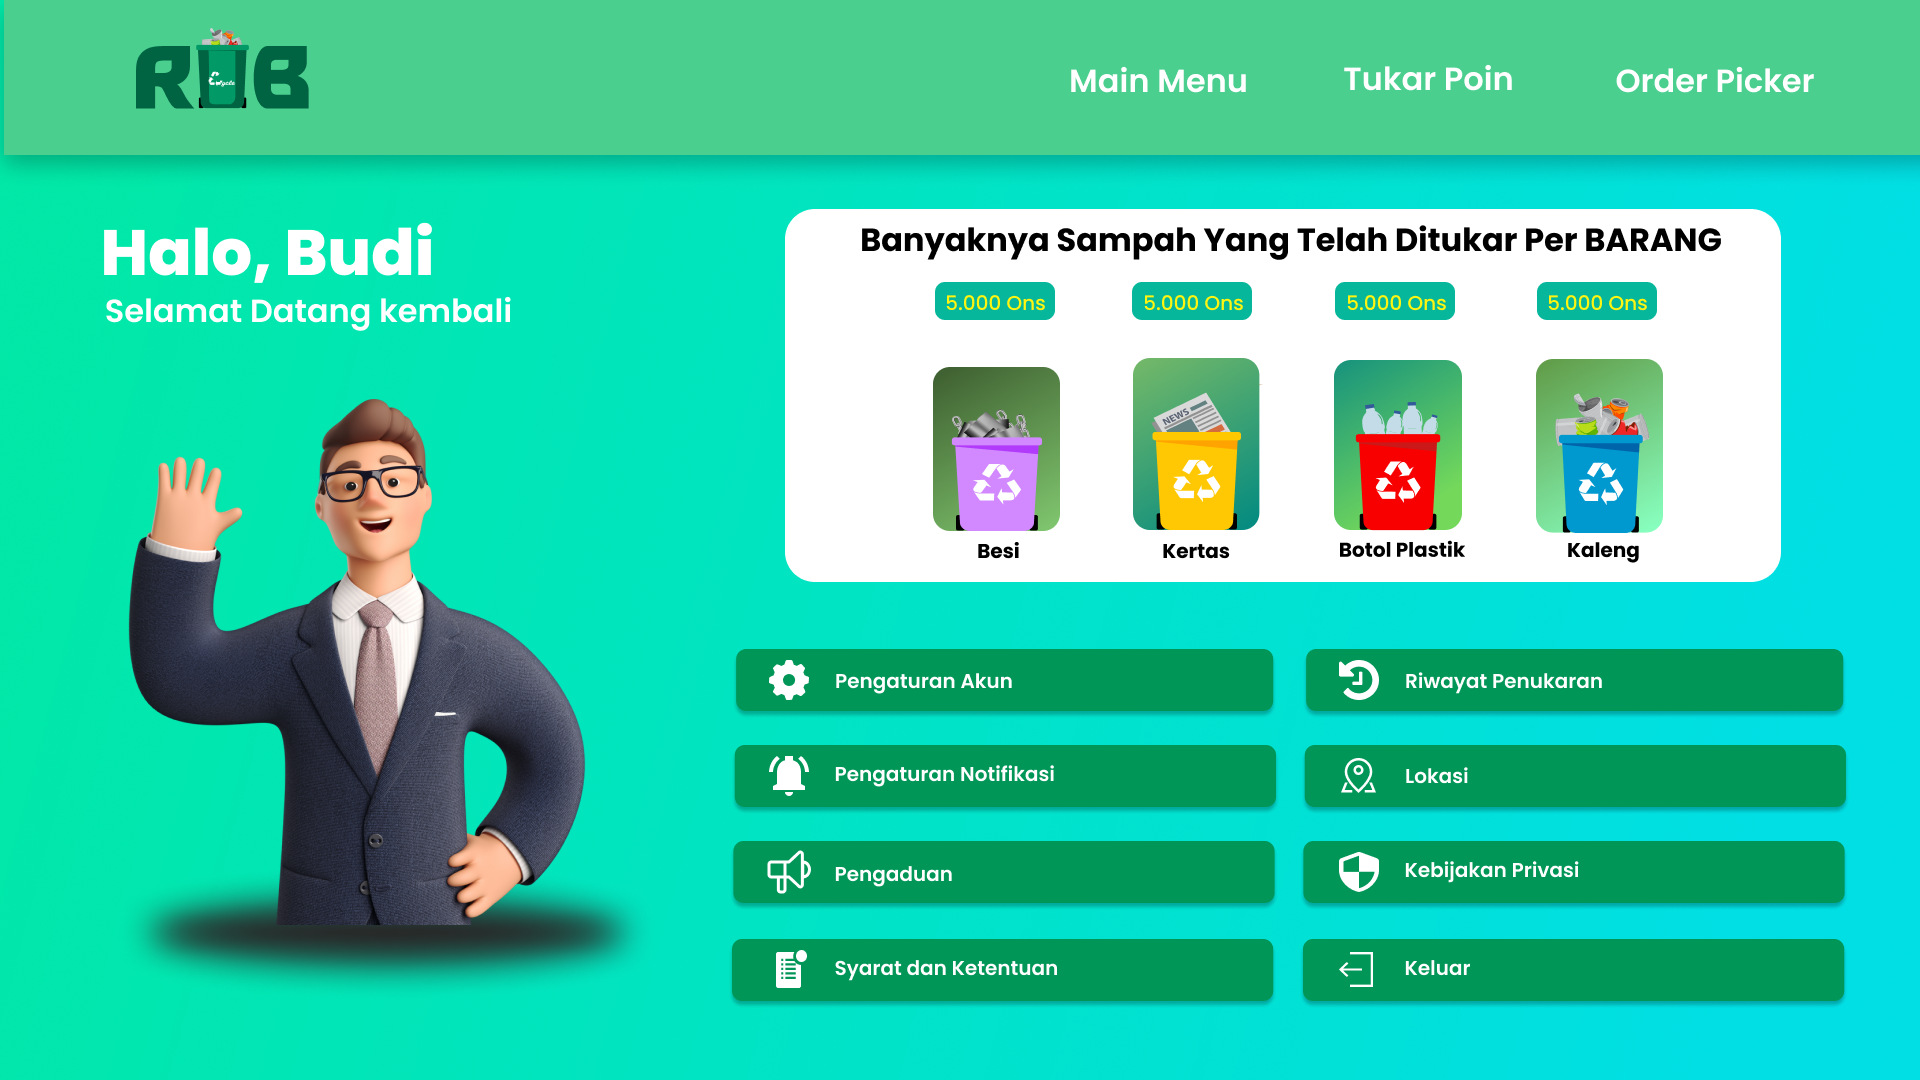 RUB
Main Menu
Tukar Poin
Order Picker
Halo, Budi
Selamat Datang kembali
Banyaknya Sampah Yang Telah Ditukar Per BARANG
5.000 Ons
5.000 Ons
5.000 Ons
5.000 Ons
NEWS
Besi
Kertas
Botol Plastik
Kaleng
Pengaturan Akun
Riwayat Penukaran
Pengaturan Notifikasi
Lokasi
Pengaduan
Kebijakan Privasi
Syarat dan Ketentuan
Keluar